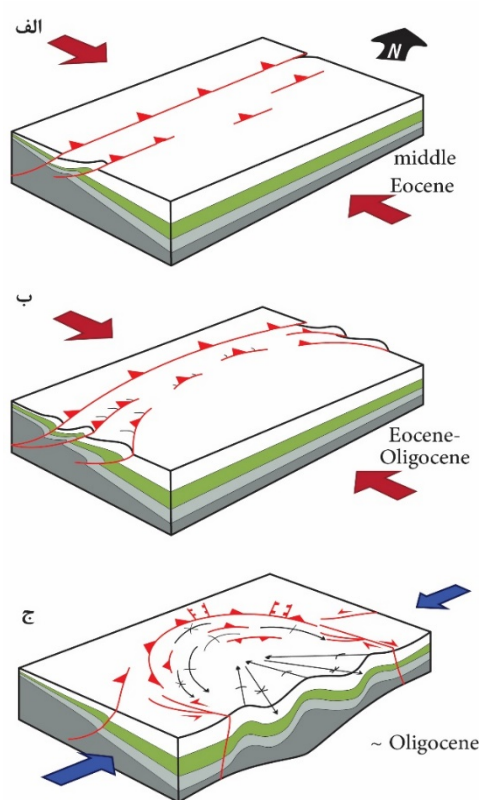 الف
N
middle
Eocene
ب
Eocene-
Oligocene
ج
~ Oligocene